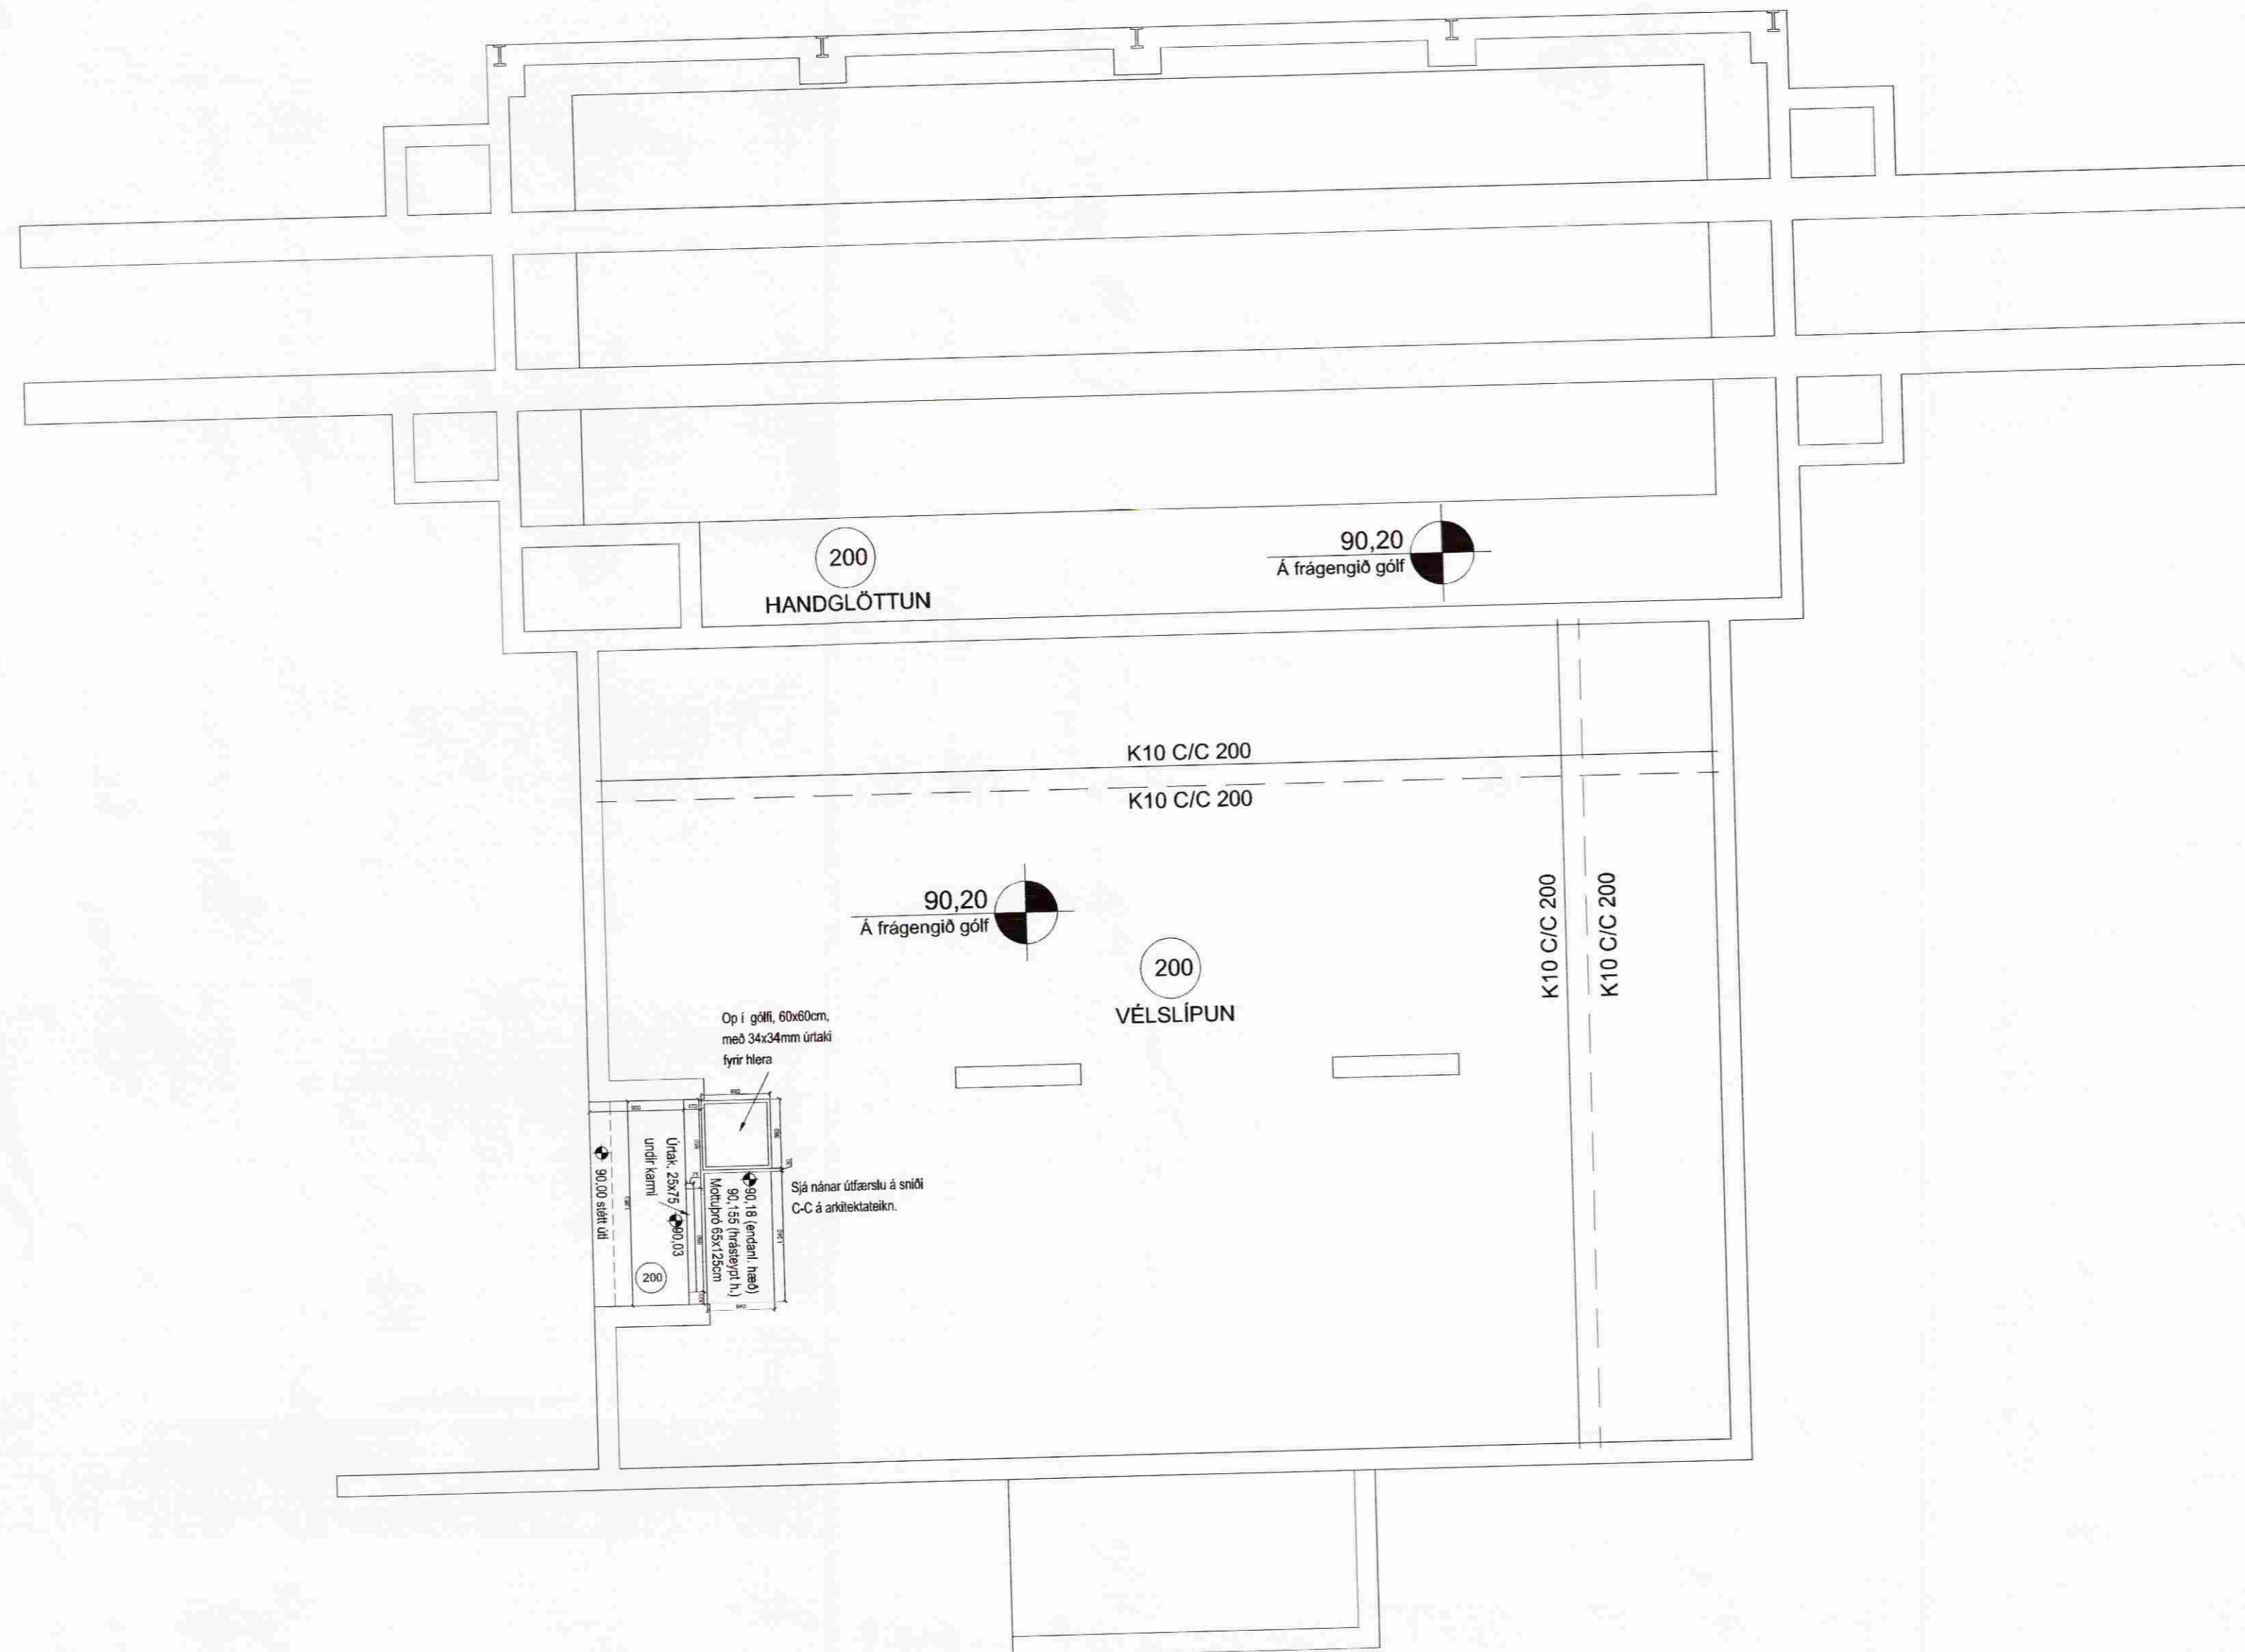 200
HANDGLÖTTUN
90,20
Á frágengið gólf
K10 C/C 200
K10 C/C 200
K10 C/C 200
K10 C/C 200
90,20
Á frágengið gólf
200
VÉLSLÍPUN
Op í gólfi, 60x60cm,
með 34x34mm úrtaki
fyrir hlera
Sjá nánar útfærslu á sniði
C-C á arkitektateikn.
90,00 stétt úti
Úrtak, 25x75
undir karmi
90,03
200
90,18 (endanl. hæð)
90,155 (hrásteypt h.)
Mottuþró 65x125cm